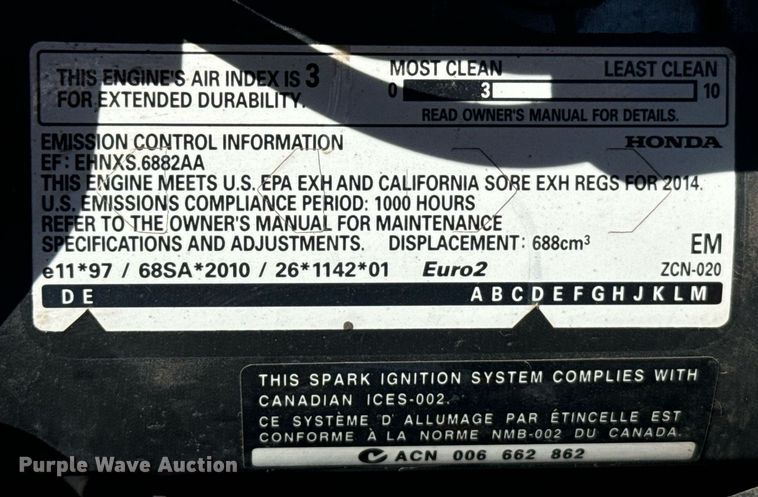 THIS ENGINE'S AIR INDEX IS 3
FOR EXTENDED DURABILITY.
MOST CLEAN LEAST CLEAN
0 3 10
READ OWNER'S MANUAL FOR DETAILS.
EMISSION CONTROL INFORMATION HONDA
EF: EHNXS.6882AA
THIS ENGINE MEETS U.S. EPA EXH AND CALIFORNIA SORE EXH REGS FOR 2014.
U.S. EMISSIONS COMPLIANCE PERIOD: 1000 HOURS
REFER TO THE OWNER'S MANUAL FOR MAINTENANCE
SPECIFICATIONS AND ADJUSTMENTS. DISPLACEMENT: 688cm³ EM
e11*97 / 68SA*2010 / 26*1142*01 Euro2 ZCN-020
D E A B C D E F G H J K L M
THIS SPARK IGNITION SYSTEM COMPLIES WITH
CANADIAN ICES-002.
CE SYSTÈME D' ALLUMAGE PAR ÉTINCELLE EST
CONFORME À LA NORME NMB-002 DU CANADA.
ACN 006 662 862
Purple Wave Auction